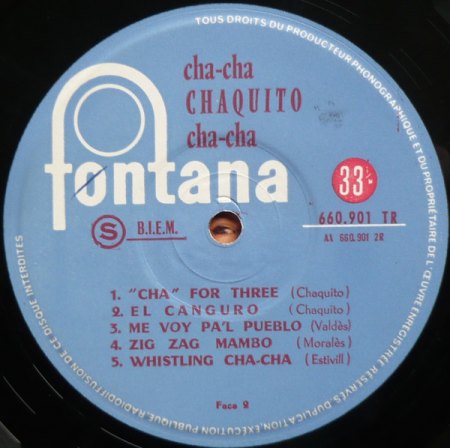 TOUS DROITS DU PRODUCTEUR PHONOGRAPHIQUE ET DU PROPRIÉTAIRE DE L'ŒUVRE ENREGISTRÉE RÉSERVÉS. DUPLICATION, EXÉCUTION PUBLIQUE, RADIODIFFUSION DE CE DISQUE INTERDITES
cha-cha
CHAQUITO
cha-cha
fontana
33
S B.I.E.M.
660.901 TR
AA 660.901 2R
1. "CHA" FOR THREE (Chaquito)
2. EL CANGURO (Chaquito)
3. ME VOY PA'L PUEBLO (Valdès)
4. ZIG ZAG MAMBO (Moralès)
5. WHISTLING CHA-CHA (Estivill)
Face 2